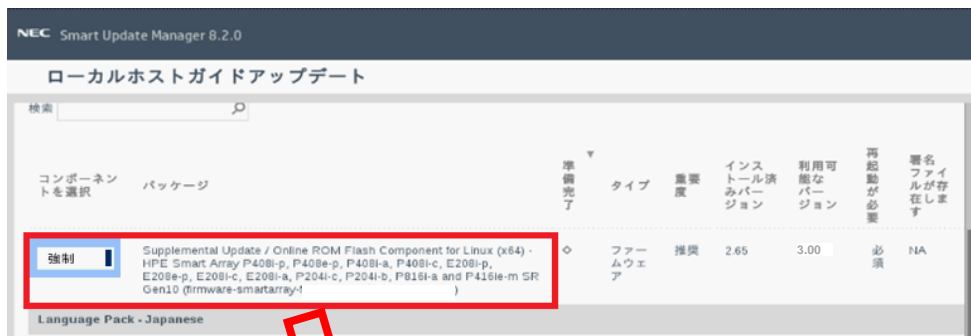 NEC Smart Update Manager 8.2.0
ローカルホストガイドアップデート
検索
コンポーネン
トを選択
パッケージ
準備完了
タイプ
重要
度
インス
トール済
みバー
ジョン
利用可
能な
バー
ジョン
再起動が必要
署名
ファイ
ルが存
在しま
す
強制
Supplemental Update / Online ROM Flash Component for Linux (x64) -
HPE Smart Array P408i-p, P408e-p, P408i-a, P408i-c, E208i-p,
E208e-p, E208i-c, E208i-a, P204i-c, P204i-b, P816i-a and P416ie-m SR
Gen10 (firmware-smartarray- )
ファー
ムウェ
ア
推奨
2.65
3.00
必須
NA
Language Pack - Japanese